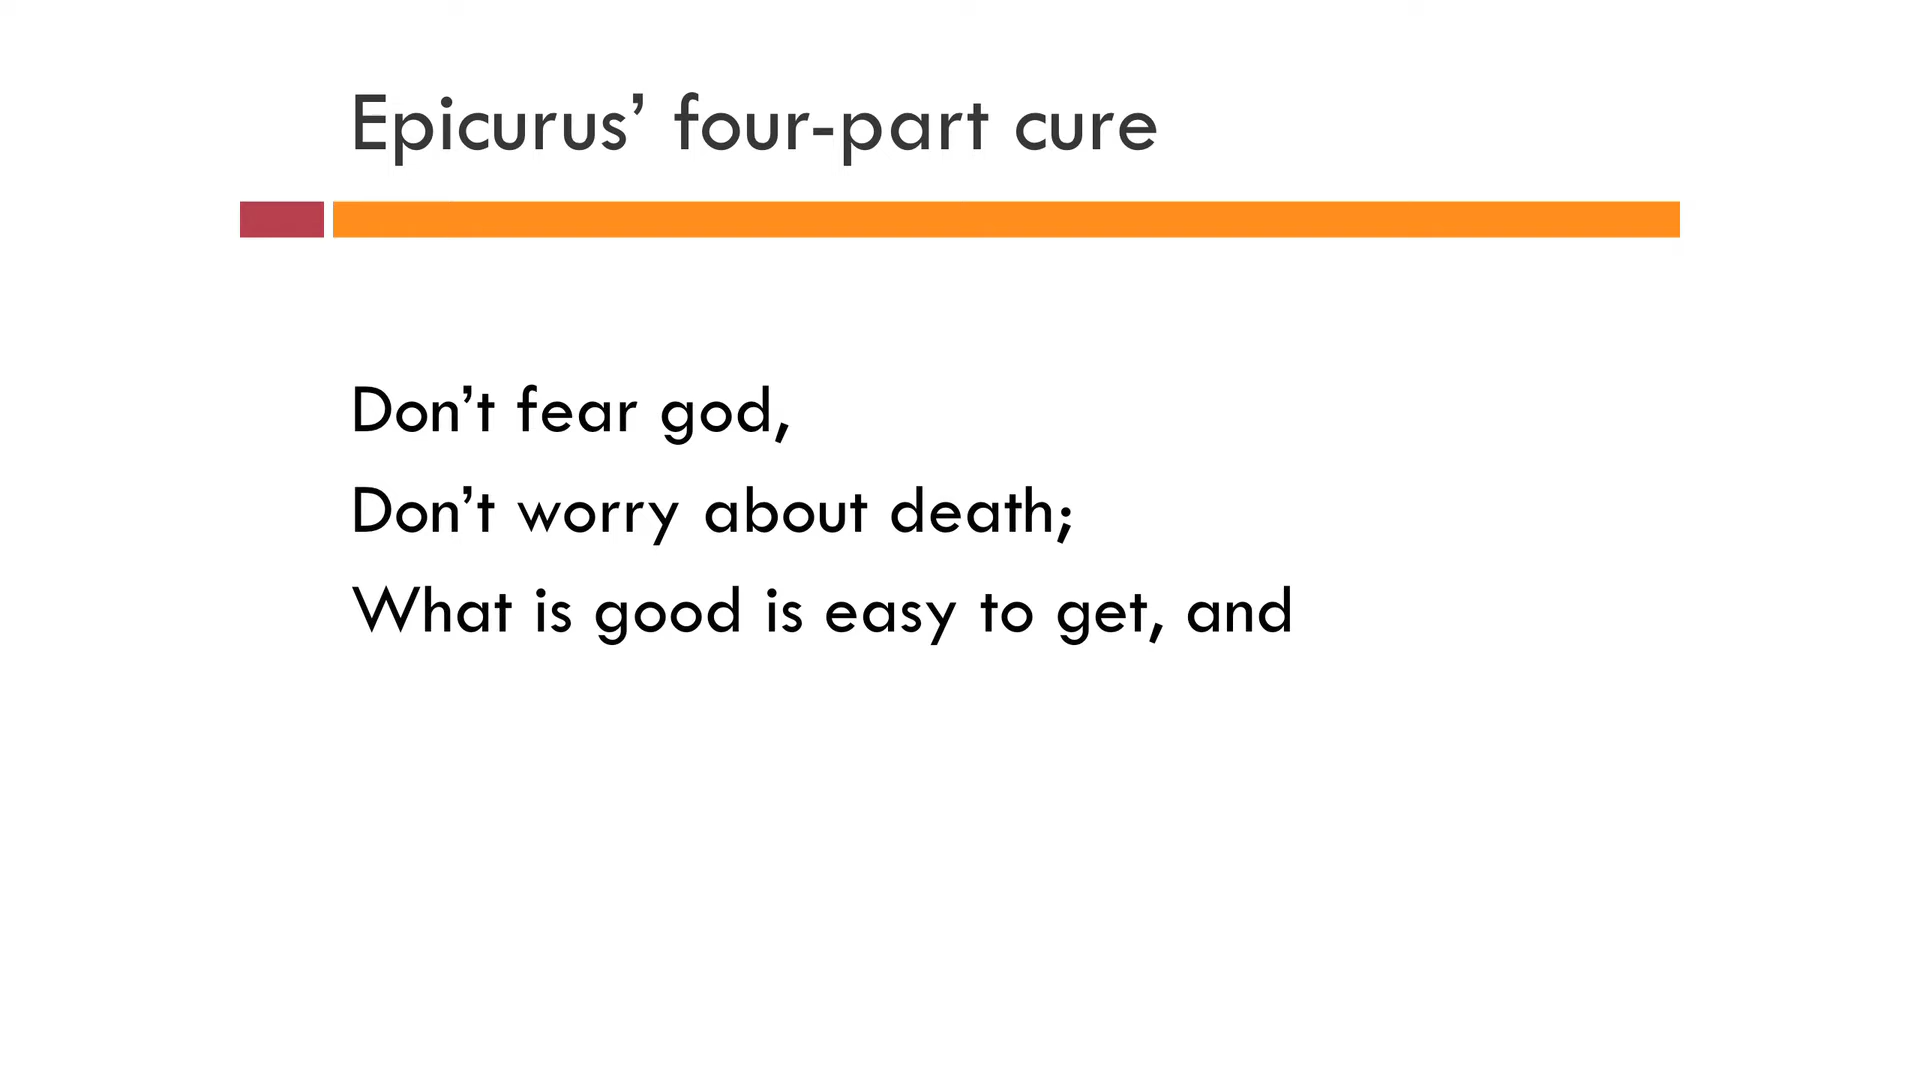 Epicurus’ four-part cure
Don’t fear god,
Don’t worry about death;
What is good is easy to get, and